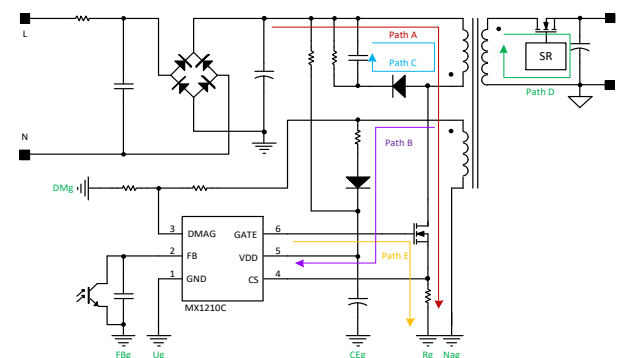 L
Path A
Path C
SR
Path D
N
Path B
DMg
3 DMAG GATE 6
2 FB VDD 5
Path E
1 GND CS 4
MX1210C
FBg Ug CEg Rg Nag